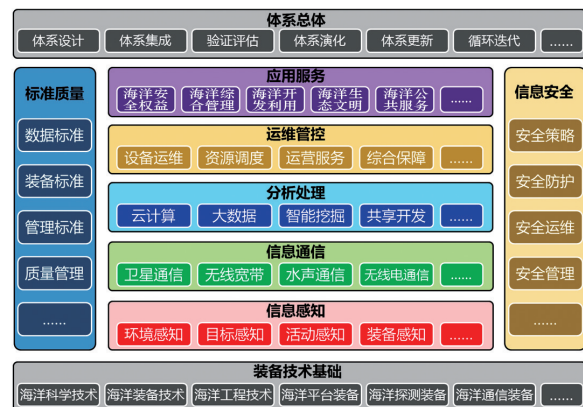 体系总体
体系设计 体系集成 验证评估 体系演化 体系更新 循环迭代 ......
标准质量
数据标准
装备标准
管理标准
质量管理
......
应用服务
海洋安全权益 海洋综合管理 海洋开发利用 海洋生态文明 海洋公共服务 ......
运维管控
设备运维 资源调度 运营服务 综合保障 ......
分析处理
云计算 大数据 智能挖掘 共享开发 ......
信息通信
卫星通信 无线宽带 水声通信 无线电通信 ......
信息感知
环境感知 目标感知 活动感知 装备感知 ......
信息安全
安全策略
安全防护
安全运维
安全管理
......
装备技术基础
海洋科学技术 海洋装备技术 海洋工程技术 海洋平台装备 海洋探测装备 海洋通信装备 ......